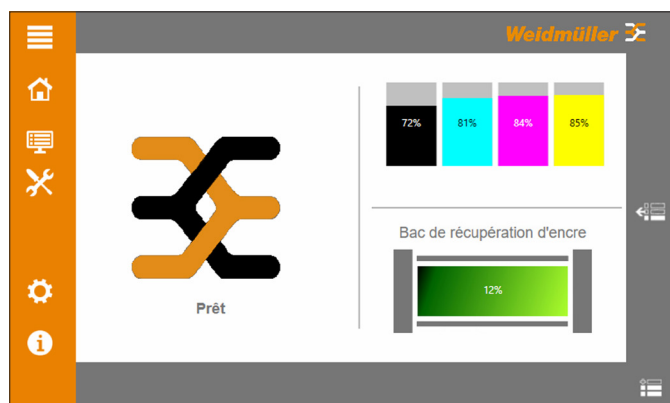 Weidmüller
72%
81%
84%
85%
Bac de récupération d'encre
12%
Prêt